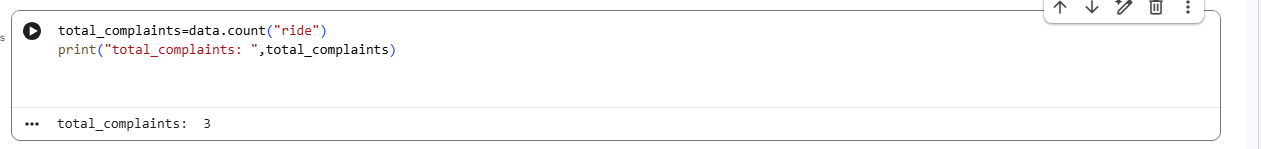 s
total_complaints=data.count("ride")
print("total_complaints: ",total_complaints)
total_complaints:  3